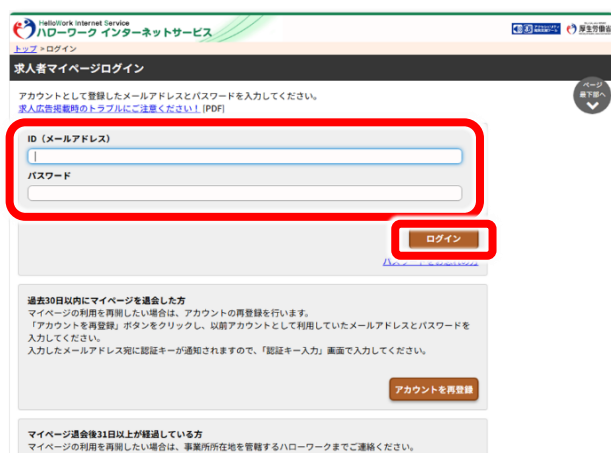 HelloWork Internet Service
ハローワーク インターネットサービス
厚生労働省
トップ > ログイン
求人者マイページログイン
ページ
最下部へ
アカウントとして登録したメールアドレスとパスワードを入力してください。
求人広告掲載時のトラブルにご注意ください！ [PDF]
ID（メールアドレス）
パスワード
ログイン
過去30日以内にマイページを退会した方
マイページの利用を再開したい場合は、アカウントの再登録を行います。
「アカウントを再登録」ボタンをクリックし、以前アカウントとして利用していたメールアドレスとパスワードを
入力してください。
入力したメールアドレス宛に認証キーが通知されますので、「認証キー入力」画面で入力してください。
アカウントを再登録
マイページ退会後31日以上が経過している方
マイページの利用を再開したい場合は、事業所所在地を管轄するハローワークまでご連絡ください。